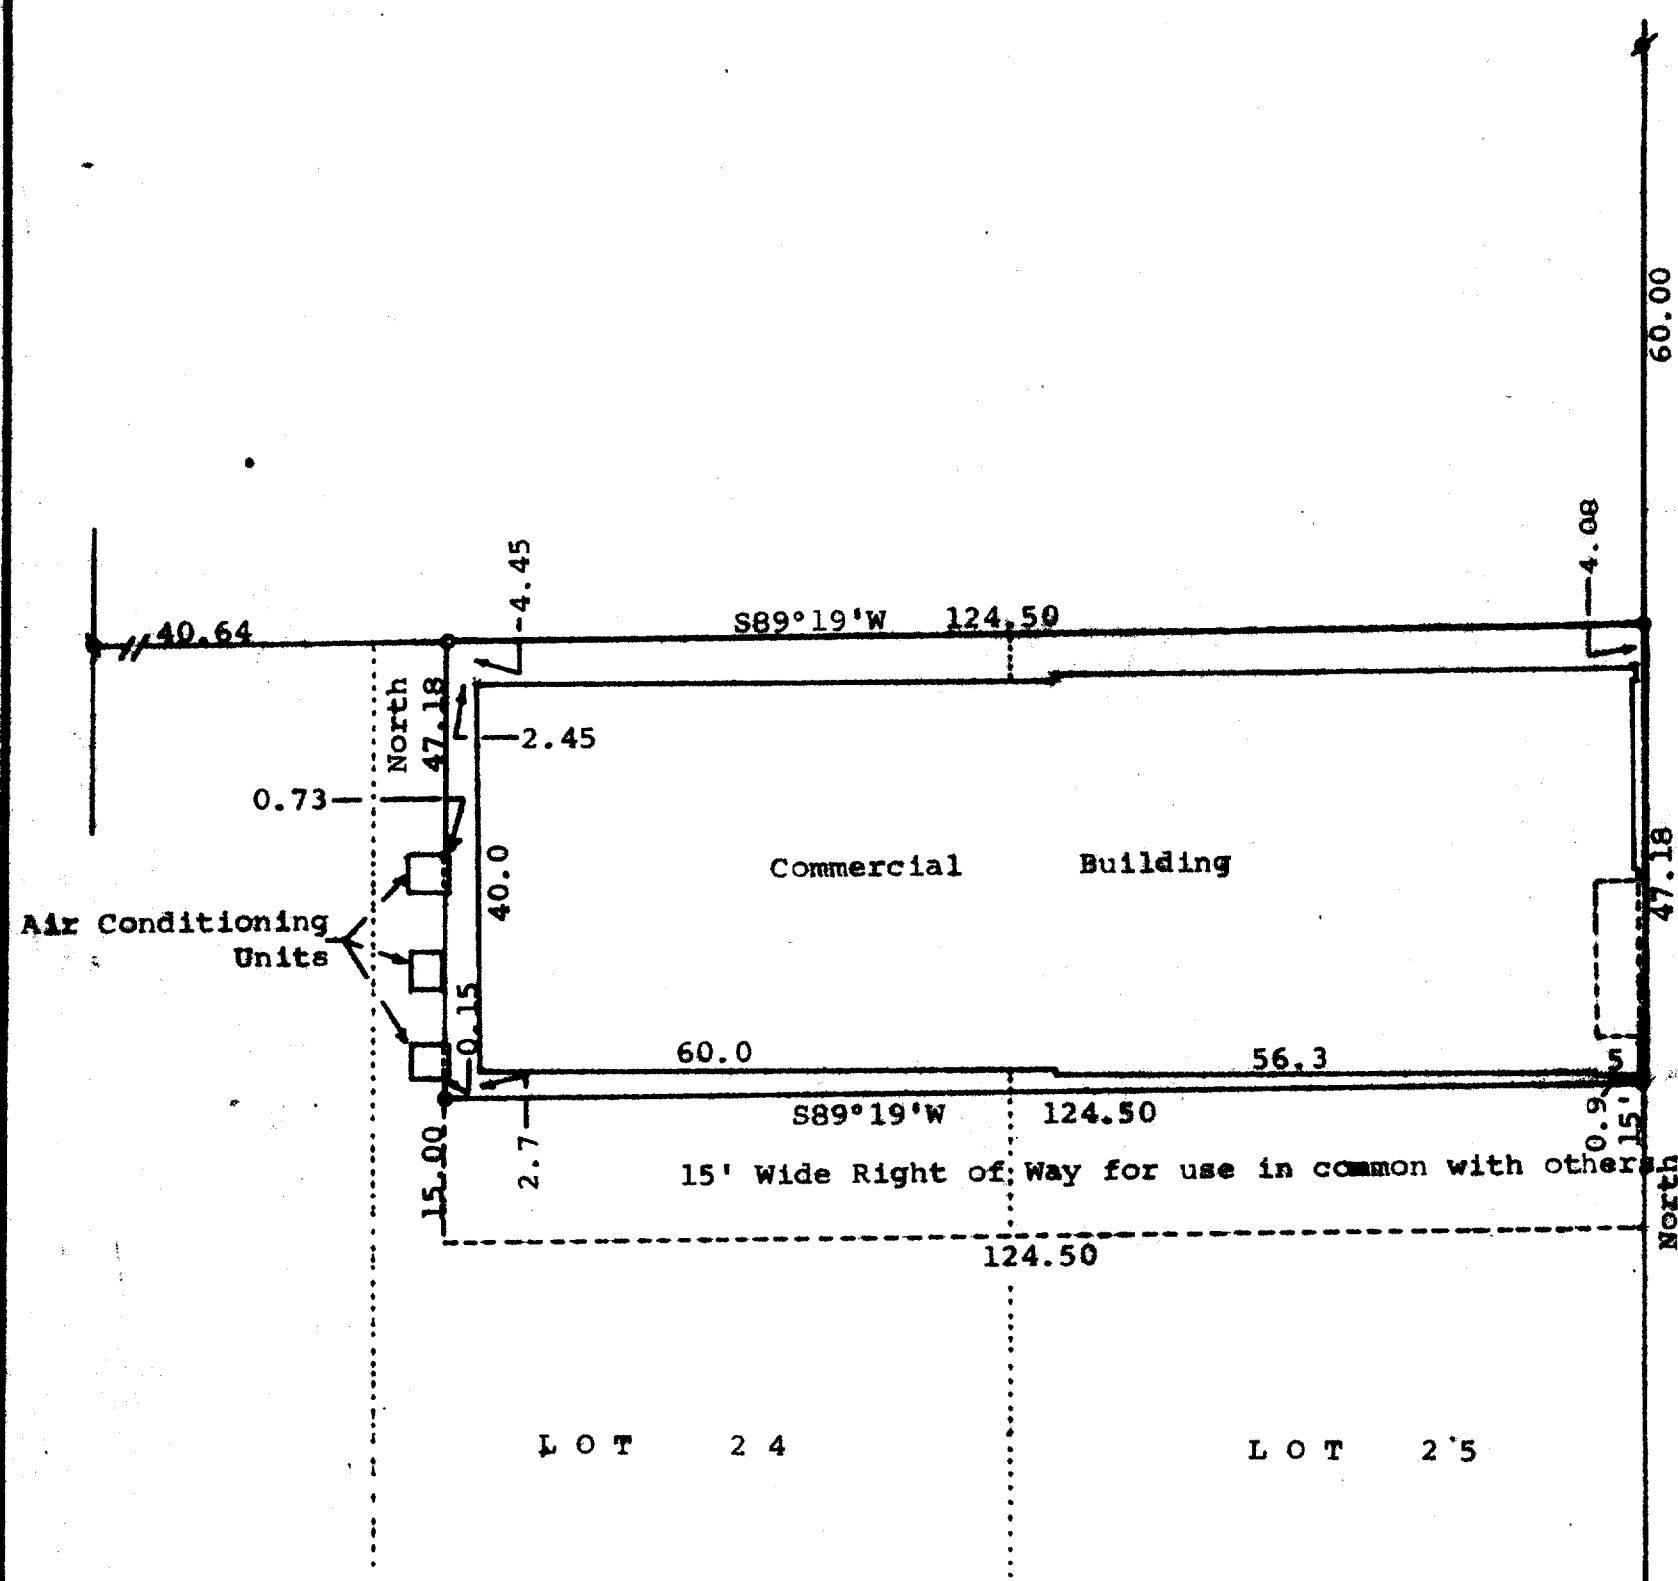 60.00
4.08
4.45
S89°19'W 124.50
40.64
North
47.18
2.45
0.73
40.0
Commercial Building
47.18
Air Conditioning
Units
0.15
60.0
56.3
5
S89°19'W 124.50
0.9
15'
15.00
2.7
15' Wide Right of Way for use in common with others
North
124.50
LOT 24
LOT 25